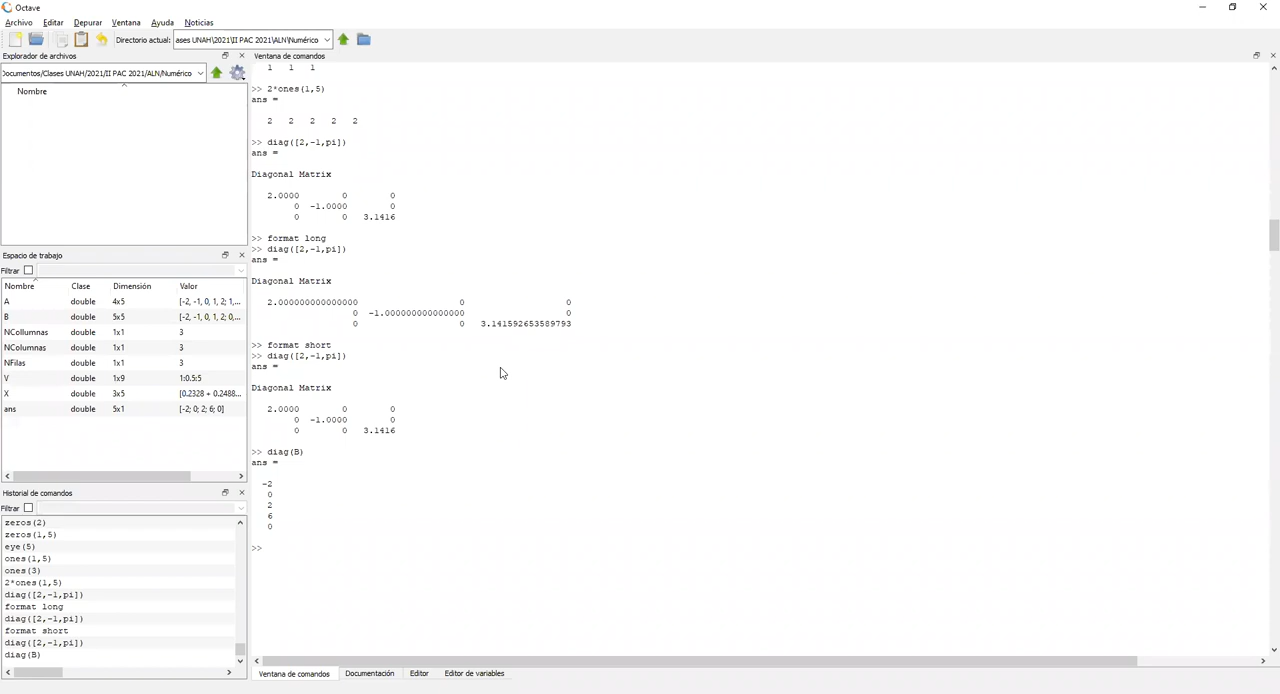 Octave
Archivo Editar Depurar Ventana Ayuda Noticias
Directorio actual: ases UNAH\2021\II PAC 2021\ALN\Numérico
Explorador de archivos
Documentos/Clases UNAH/2021/II PAC 2021/ALN/Numérico
Nombre
Espacio de trabajo
Filtrar
Nombre Clase Dimensión Valor
A double 4x5 [-2, -1, 0, 1, 2; 1,...
B double 5x5 [-2, -1, 0, 1, 2; 0,...
NCollumnas double 1x1 3
NColumnas double 1x1 3
NFilas double 1x1 3
V double 1x9 1:0.5:5
X double 3x5 [0.2328 + 0.2488...
ans double 5x1 [-2; 0; 2; 6; 0]
Historial de comandos
Filtrar
zeros(2)
zeros(1,5)
eye(5)
ones(1,5)
ones(3)
2*ones(1,5)
diag([2,-1,pi])
format long
diag([2,-1,pi])
format short
diag([2,-1,pi])
diag(B)
Ventana de comandos
1 1 1
>> 2*ones(1,5)
ans =
2 2 2 2 2
>> diag([2,-1,pi])
ans =
Diagonal Matrix
2.0000 0 0
0 -1.0000 0
0 0 3.1416
>> format long
>> diag([2,-1,pi])
ans =
Diagonal Matrix
2.000000000000000 0 0
0 -1.000000000000000 0
0 0 3.141592653589793
>> format short
>> diag([2,-1,pi])
ans =
Diagonal Matrix
2.0000 0 0
0 -1.0000 0
0 0 3.1416
>> diag(B)
ans =
-2
0
2
6
0
>>
Ventana de comandos Documentación Editor Editor de variables